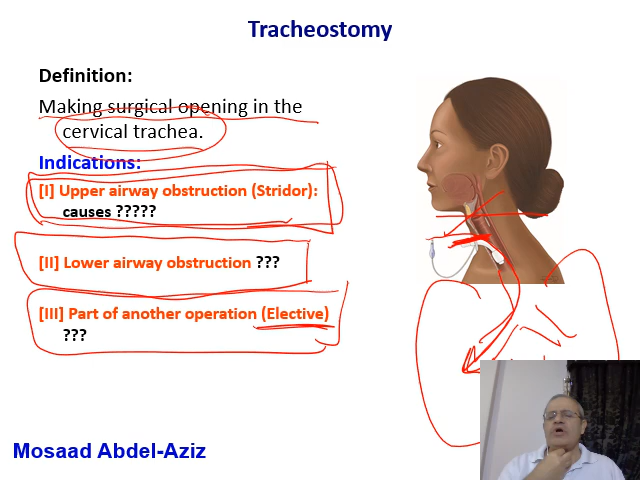 Tracheostomy
Definition:
Making surgical opening in the
cervical trachea.
Indications:
[I] Upper airway obstruction (Stridor):
causes ?????
[II] Lower airway obstruction ???
[III] Part of another operation (Elective)
???
Mosaad Abdel-Aziz